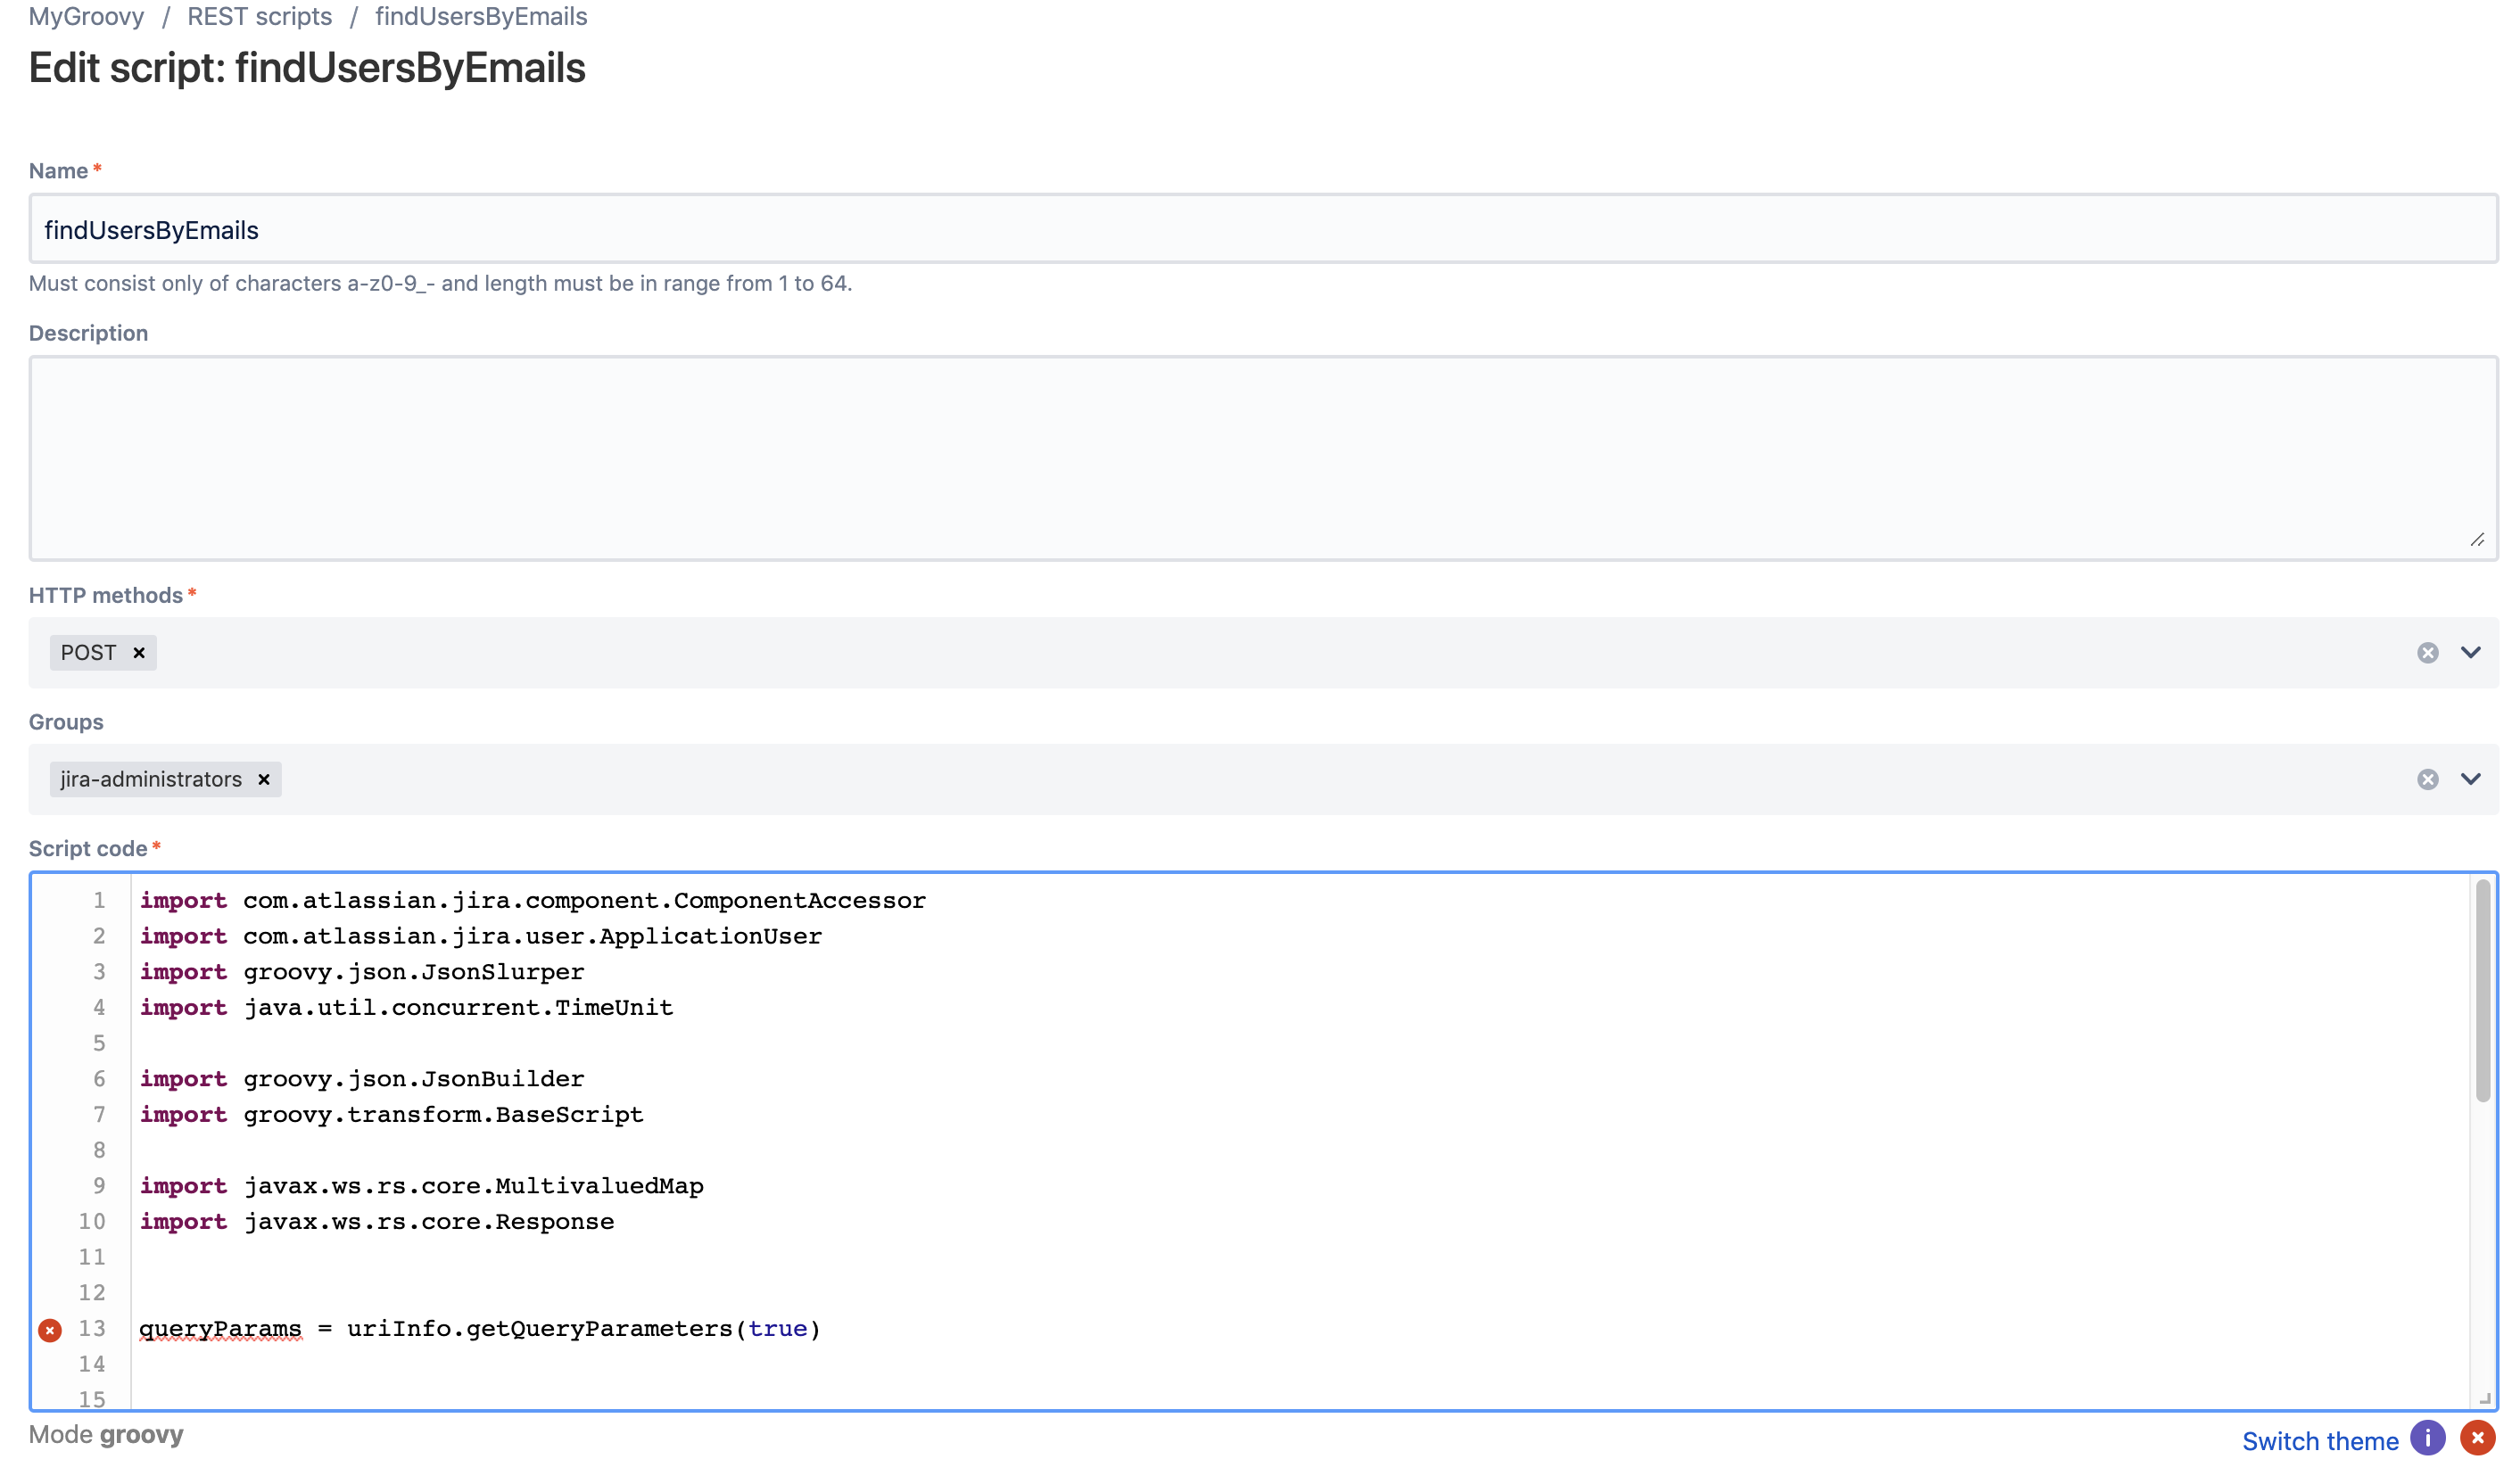 MyGroovy / REST scripts / findUsersByEmails
Edit script: findUsersByEmails
Name *
findUsersByEmails
Must consist only of characters a-z0-9_- and length must be in range from 1 to 64.
Description
HTTP methods *
POST ×
Groups
jira-administrators ×
Script code *
1 import com.atlassian.jira.component.ComponentAccessor
2 import com.atlassian.jira.user.ApplicationUser
3 import groovy.json.JsonSlurper
4 import java.util.concurrent.TimeUnit
5
6 import groovy.json.JsonBuilder
7 import groovy.transform.BaseScript
8
9 import javax.ws.rs.core.MultivaluedMap
10 import javax.ws.rs.core.Response
11
12
13 queryParams = uriInfo.getQueryParameters(true)
14
15
Mode groovy
Switch theme i